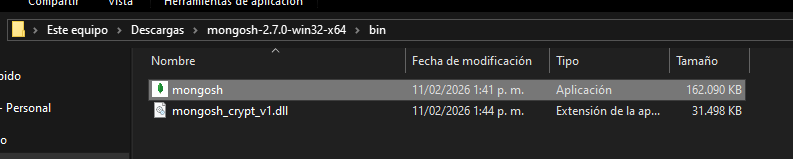 Compartir Vista Herramientas de aplicación
Este equipo > Descargas > mongosh-2.7.0-win32-x64 > bin
Nombre Fecha de modificación Tipo Tamaño
mongosh 11/02/2026 1:41 p. m. Aplicación 162.090 KB
mongosh_crypt_v1.dll 11/02/2026 1:44 p. m. Extensión de la ap... 31.498 KB
pido
- Personal
o